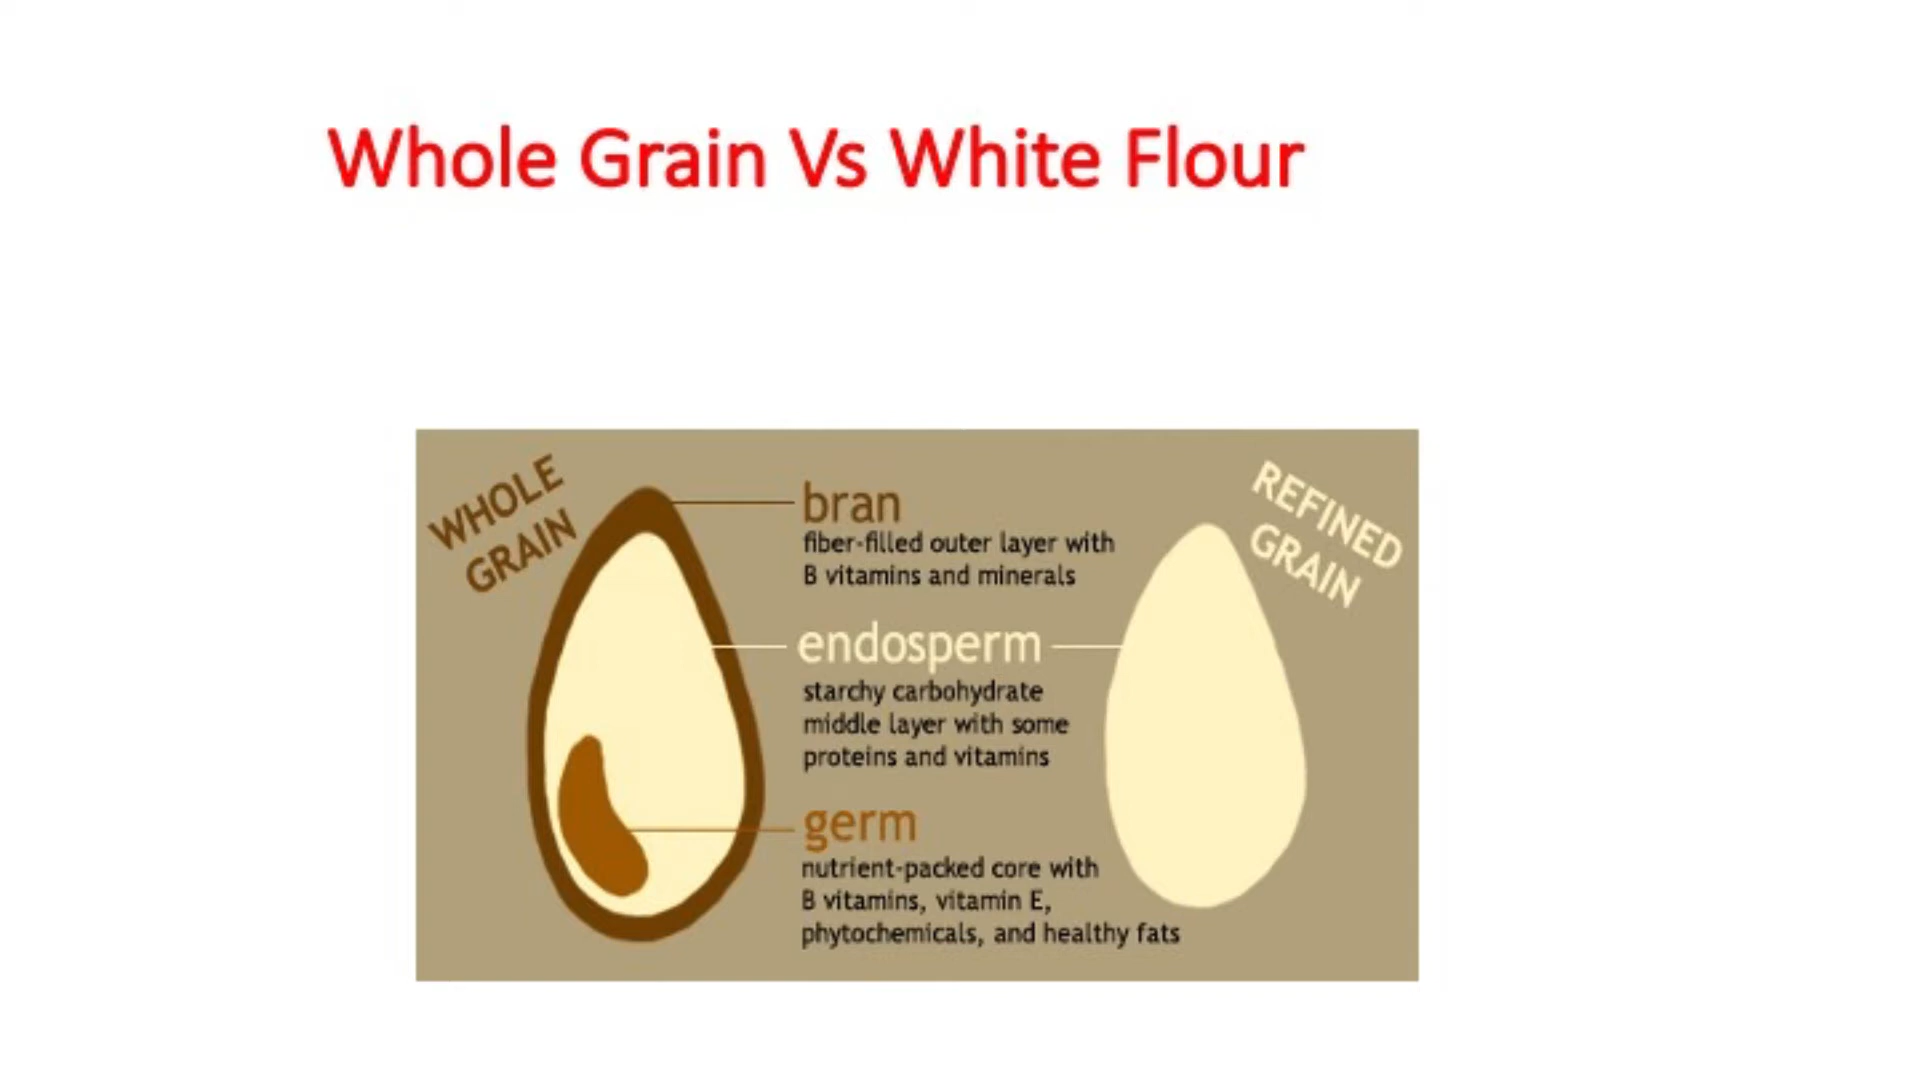 Whole Grain Vs White Flour
WHOLE
GRAIN
bran
fiber-filled outer layer with
B vitamins and minerals
endosperm
starchy carbohydrate
middle layer with some
proteins and vitamins
germ
nutrient-packed core with
B vitamins, vitamin E,
phytochemicals, and healthy fats
REFINED
GRAIN